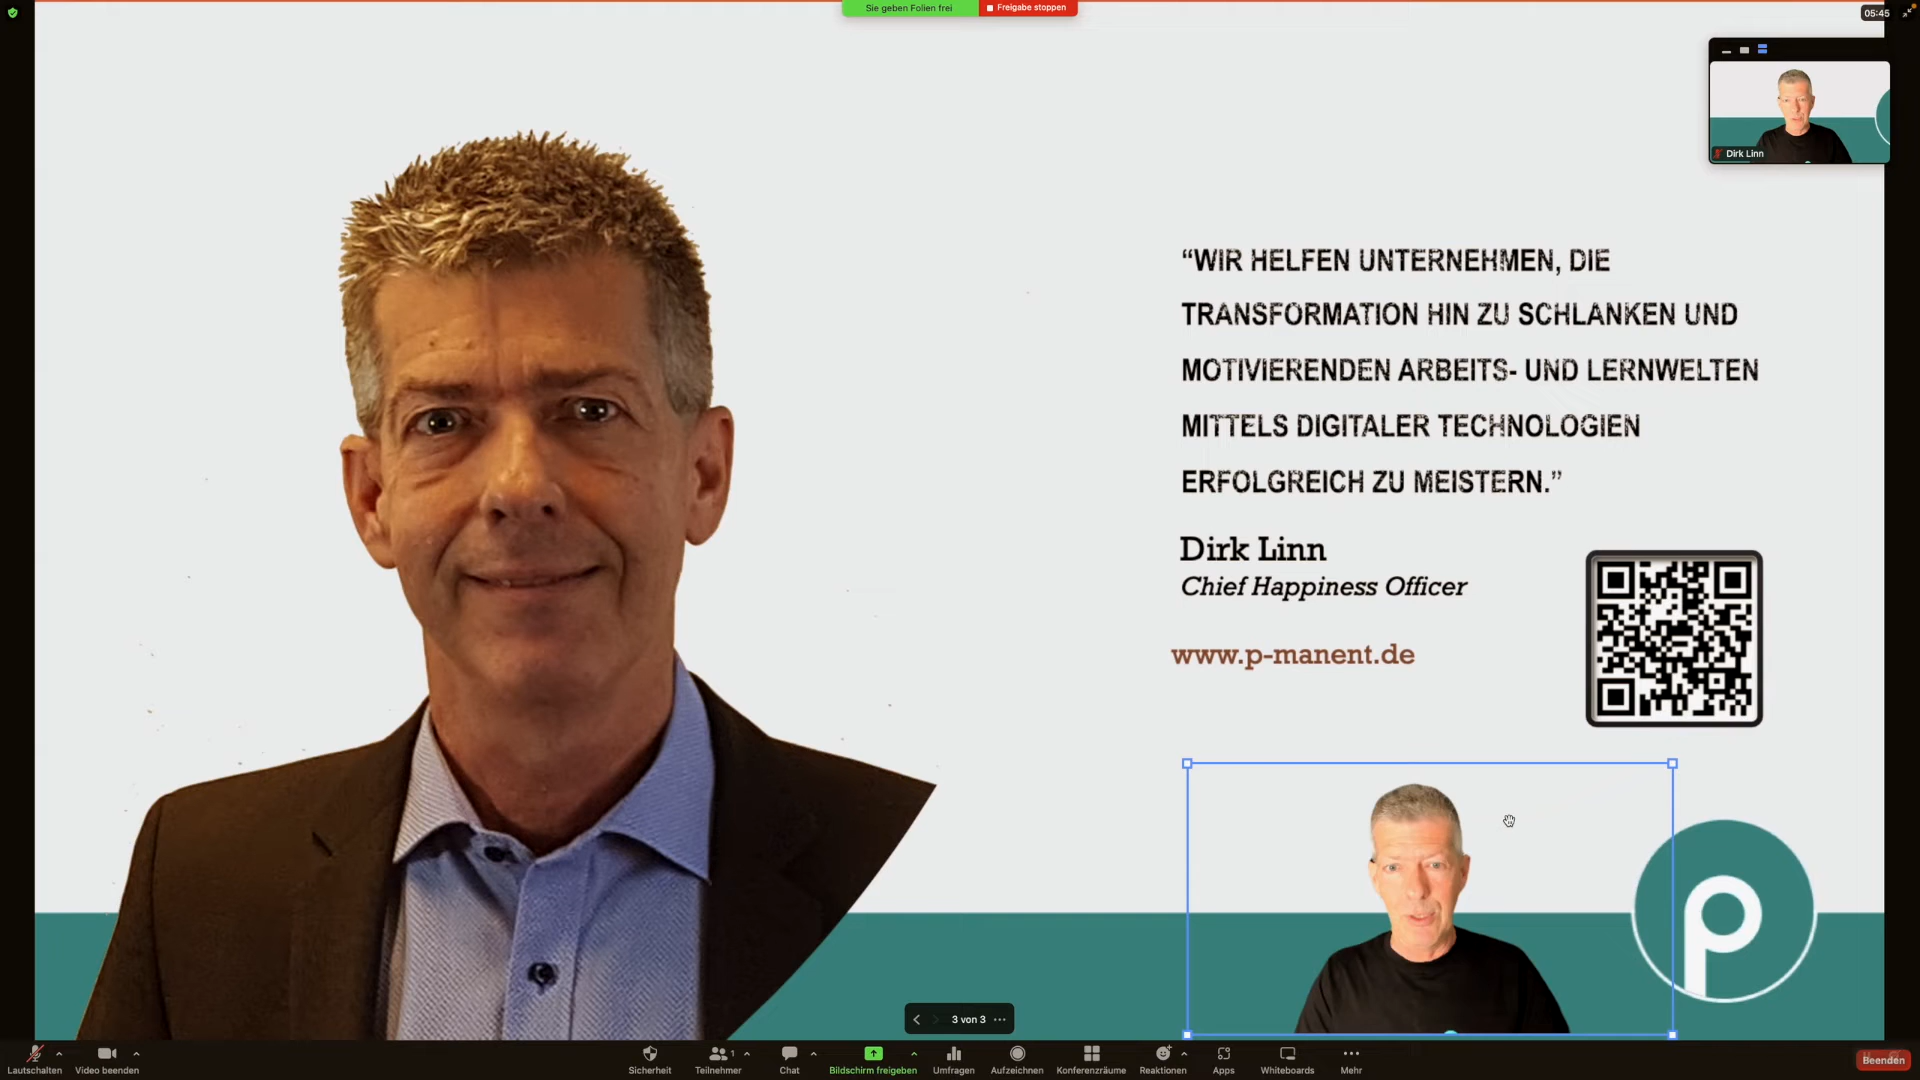 Sie geben Folien frei
Freigabe stoppen
05:45
Dirk Linn
“WIR HELFEN UNTERNEHMEN, DIE
TRANSFORMATION HIN ZU SCHLANKEN UND
MOTIVIERENDEN ARBEITS- UND LERNWELTEN
MITTELS DIGITALER TECHNOLOGIEN
ERFOLGREICH ZU MEISTERN.”
Dirk Linn
Chief Happiness Officer
www.p-manent.de
p
3 von 3
1
Lautschalten
Video beenden
Sicherheit
Teilnehmer
Chat
Bildschirm freigeben
Umfragen
Aufzeichnen
Konferenzräume
Reaktionen
Apps
Whiteboards
Mehr
Beenden